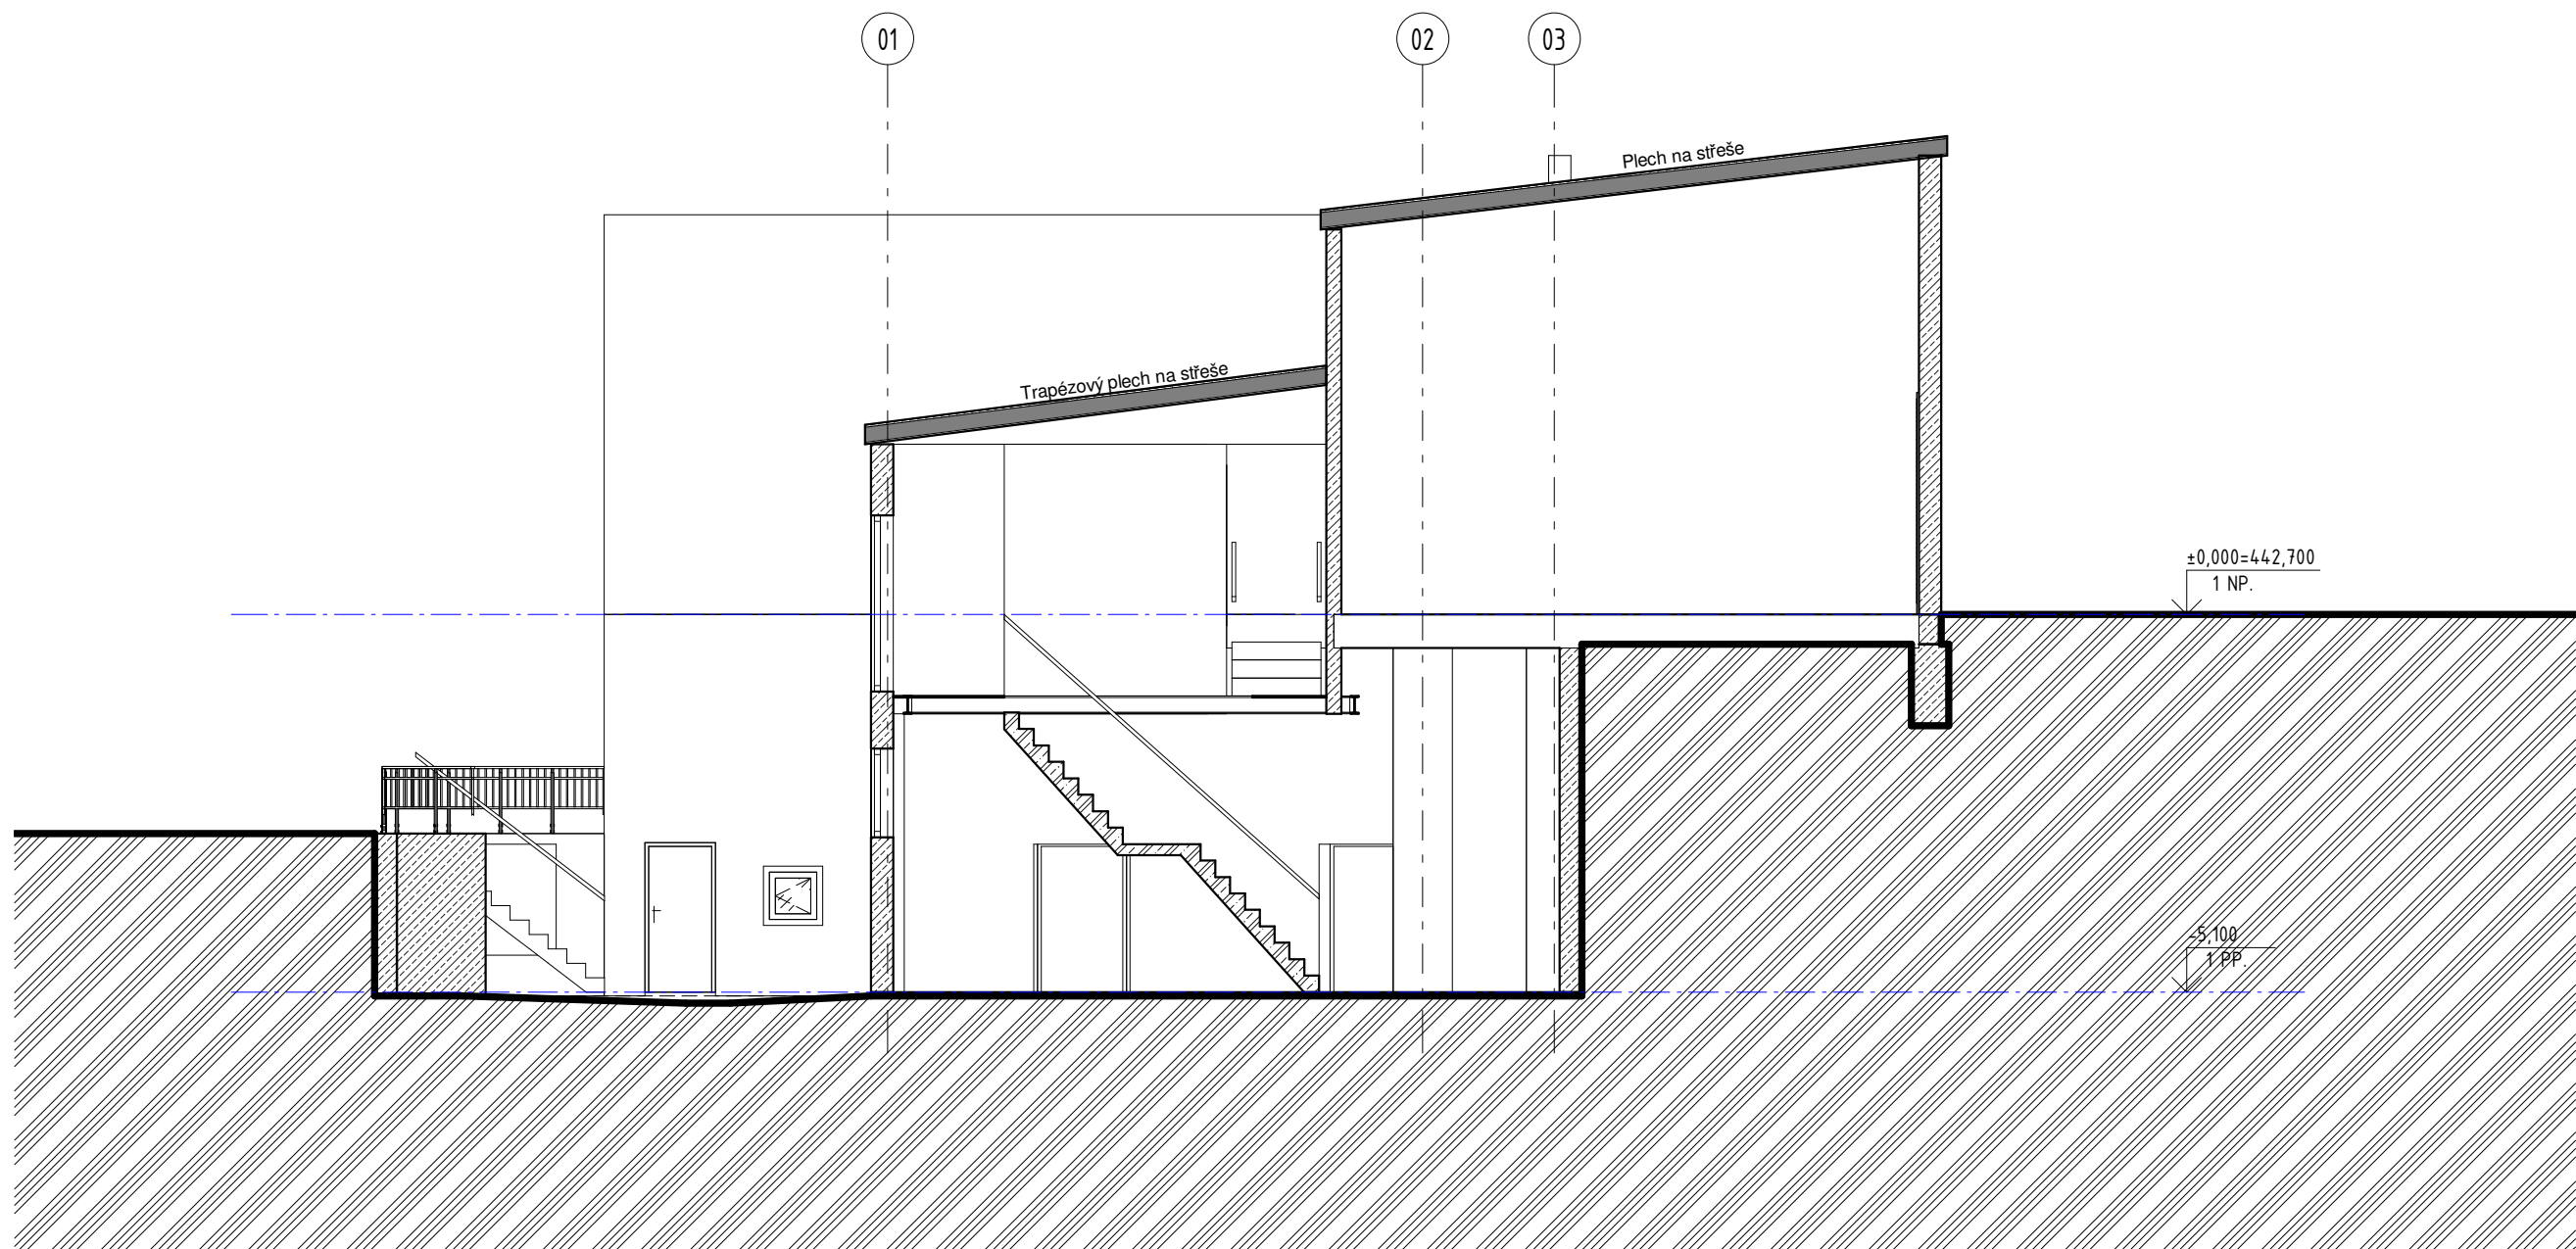 01
02
03
Plech na střeše
Trapézový plech na střeše
±0,000=442,700
1 NP.
-5,100
1 PP.